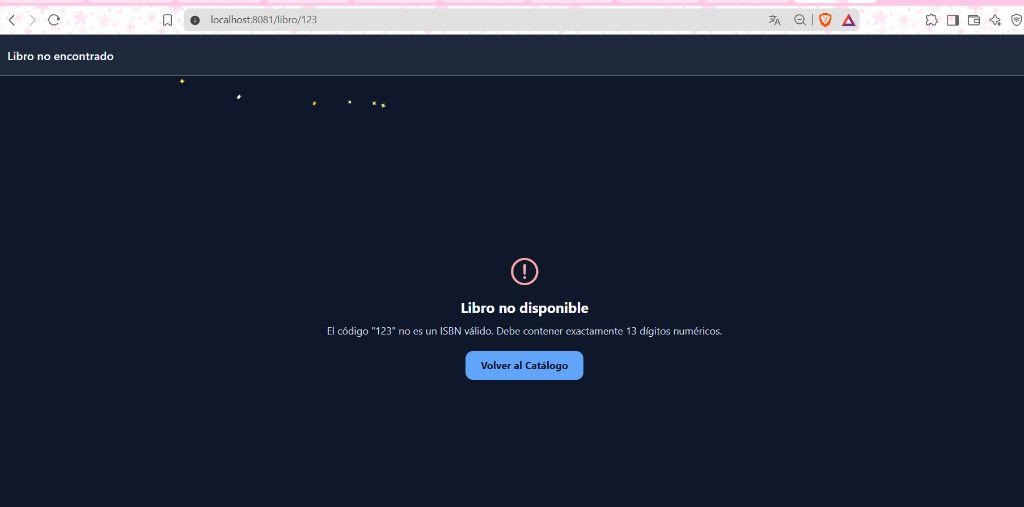 localhost:8081/libro/123
Libro no encontrado
Libro no disponible
El código "123" no es un ISBN válido. Debe contener exactamente 13 dígitos numéricos.
Volver al Catálogo